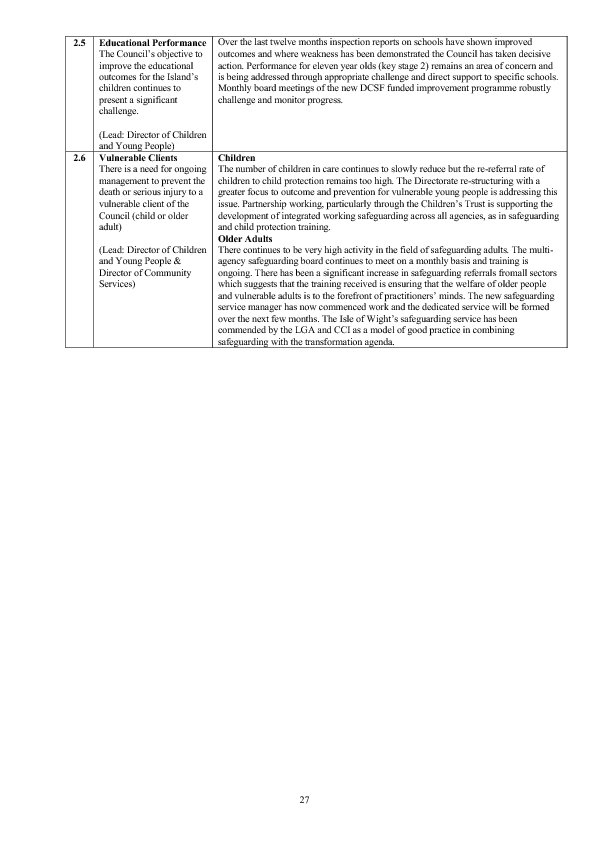 2.5
Educational Performance
The Council's objective to
improve the educational
outcomes for the Island's
children continues to
present a significant
challenge.
(Lead: Director of Children
and Young People)
Over the last twelve months inspection reports on schools have shown improved
outcomes and where weakness has been demonstrated the Council has taken decisive
action. Performance for eleven year olds (key stage 2) remains an area of concern and
is being addressed through appropriate challenge and direct support to specific schools.
Monthly board meetings of the new DCSF funded improvement programme robustly
challenge and monitor progress.
2.6
Vulnerable Clients
There is a need for ongoing
management to prevent the
death or serious injury to a
vulnerable client of the
Council (child or older
adult)
(Lead: Director of Children
and Young People &
Director of Community
Services)
Children
The number of children in care continues to slowly reduce but the re-referral rate of
children to child protection remains too high. The Directorate re-structuring with a
greater focus to outcome and prevention for vulnerable young people is addressing this
issue. Partnership working, particularly through the Children's Trust is supporting the
development of integrated working safeguarding across all agencies, as in safeguarding
and child protection training.
Older Adults
There continues to be very high activity in the field of safeguarding adults. The multi-
agency safeguarding board continues to meet on a monthly basis and training is
ongoing. There has been a significant increase in safeguarding referrals fromall sectors
which suggests that the training received is ensuring that the welfare of older people
and vulnerable adults is to the forefront of practitioners' minds. The new safeguarding
service manager has now commenced work and the dedicated service will be formed
over the next few months. The Isle of Wight's safeguarding service has been
commended by the LGA and CCI as a model of good practice in combining
safeguarding with the transformation agenda.
27